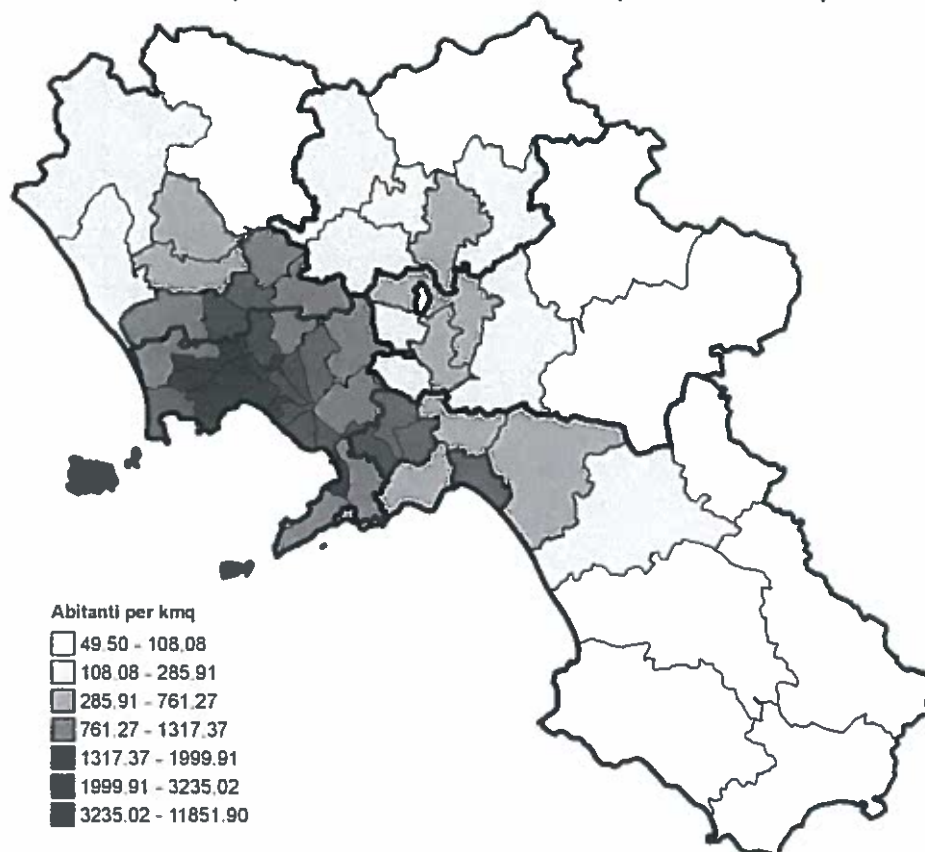 Abitanti per kmq
49.50 - 108.08
108.08 - 285.91
285.91 - 761.27
761.27 - 1317.37
1317.37 - 1999.91
1999.91 - 3235.02
3235.02 - 11851.90